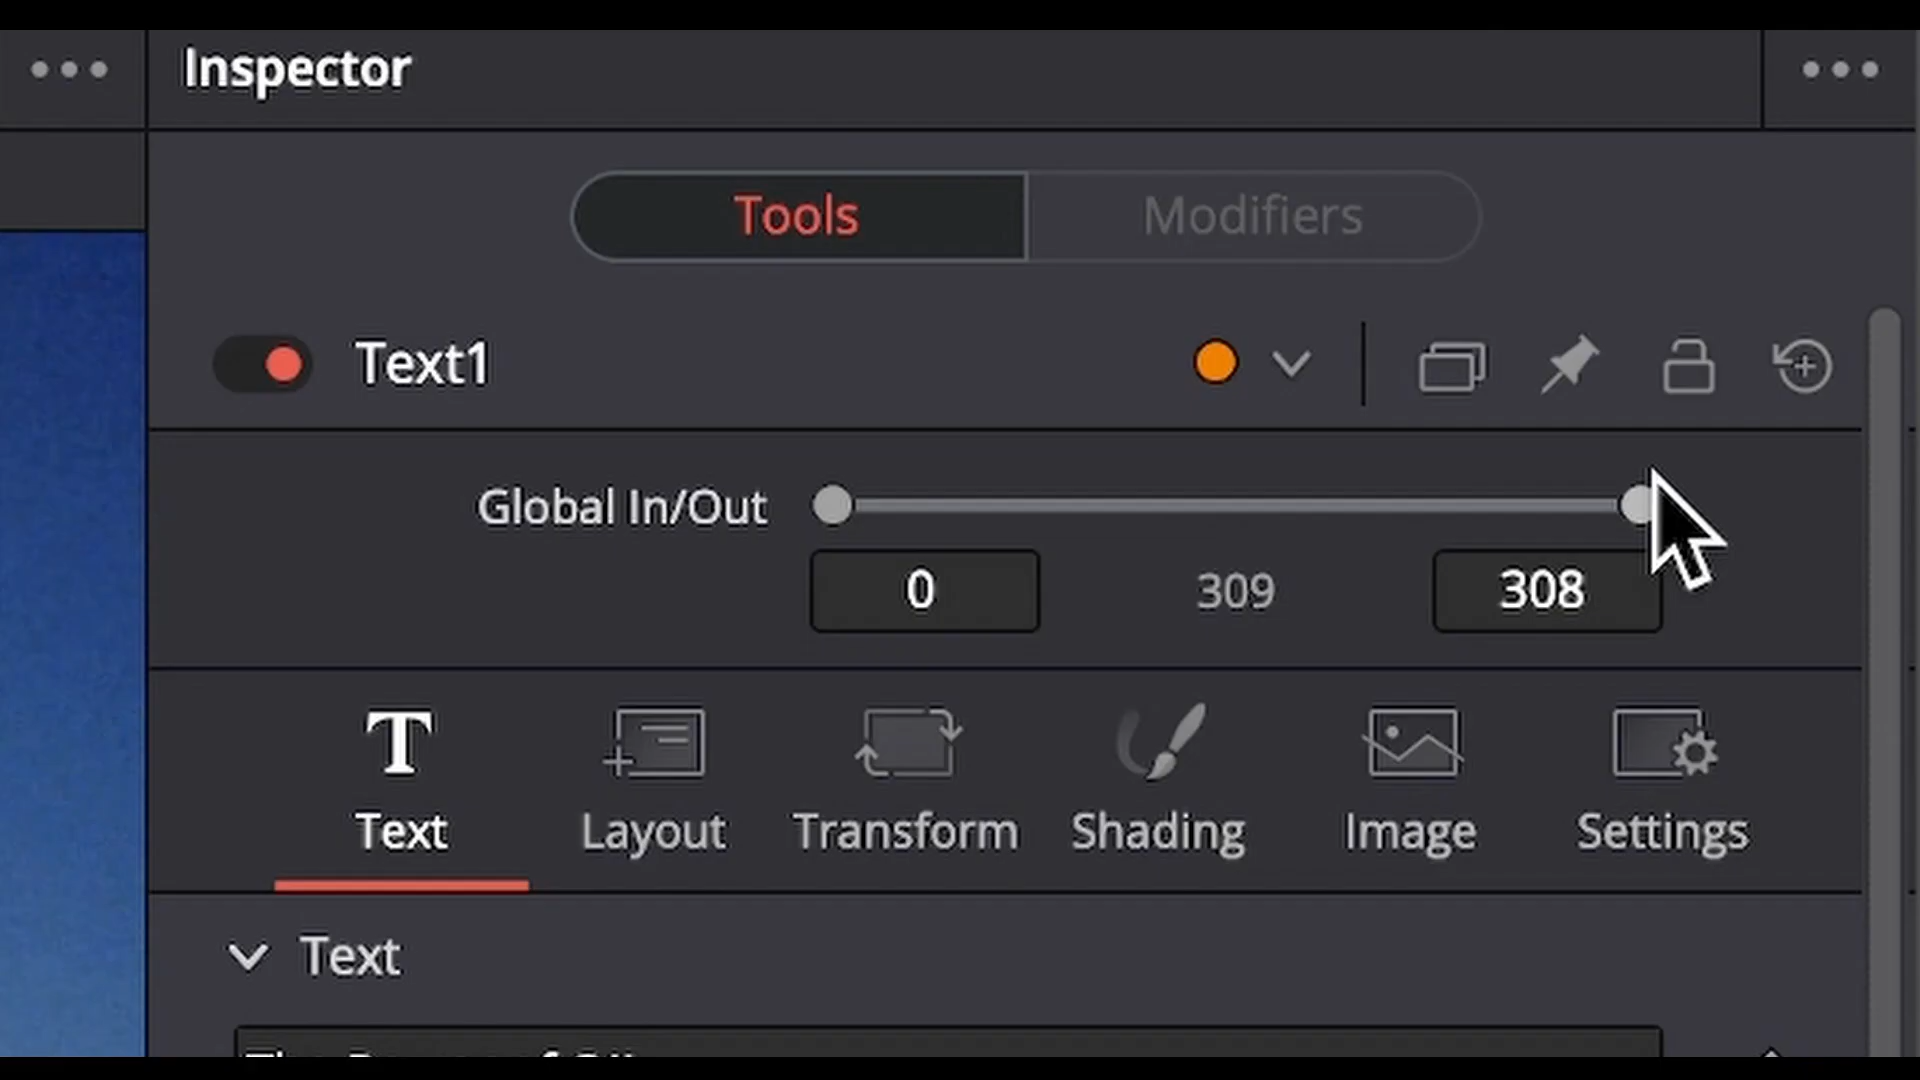 Inspector
Tools Modifiers
Text1
Global In/Out
0 309 308
T
Text Layout Transform Shading Image Settings
Text